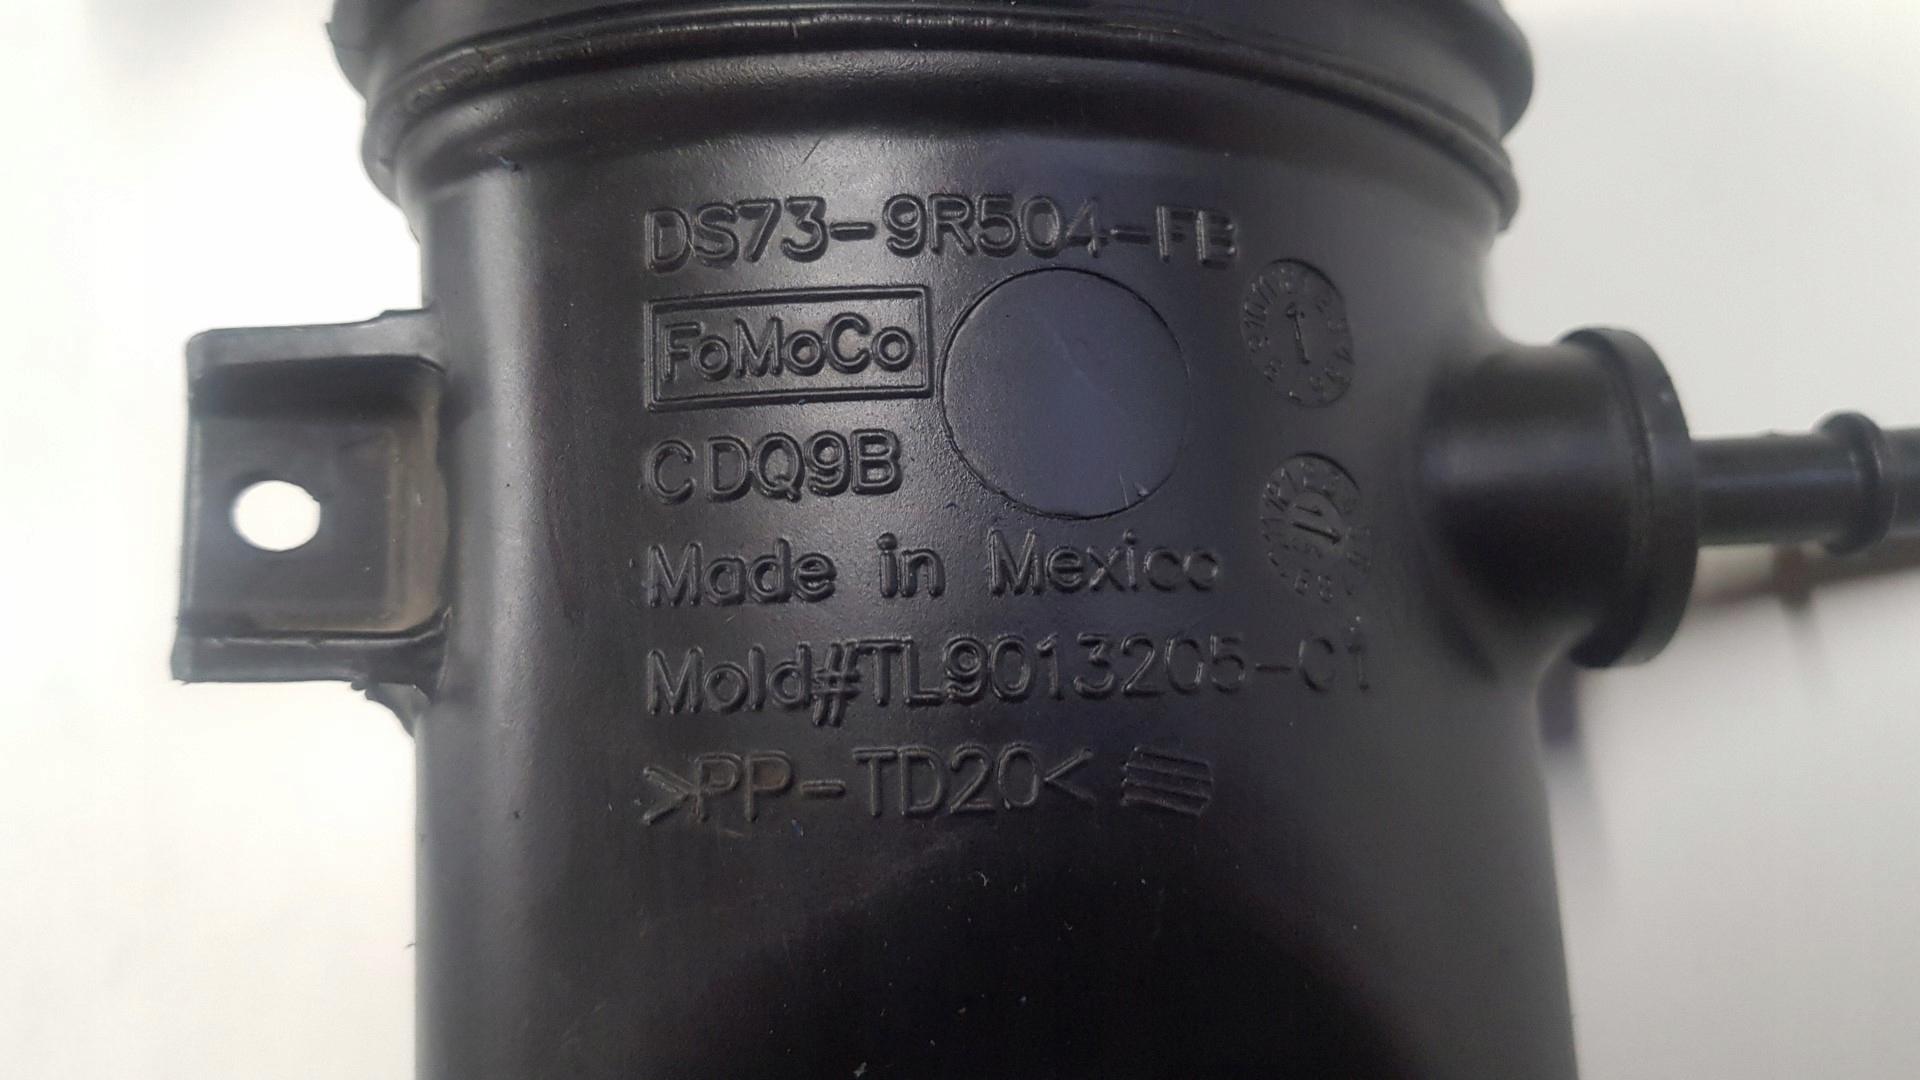 DS73-9R504-FB
FoMoCo
CDQ9B
Made in Mexico
Mold#TL9013205-01
>PP-TD20<